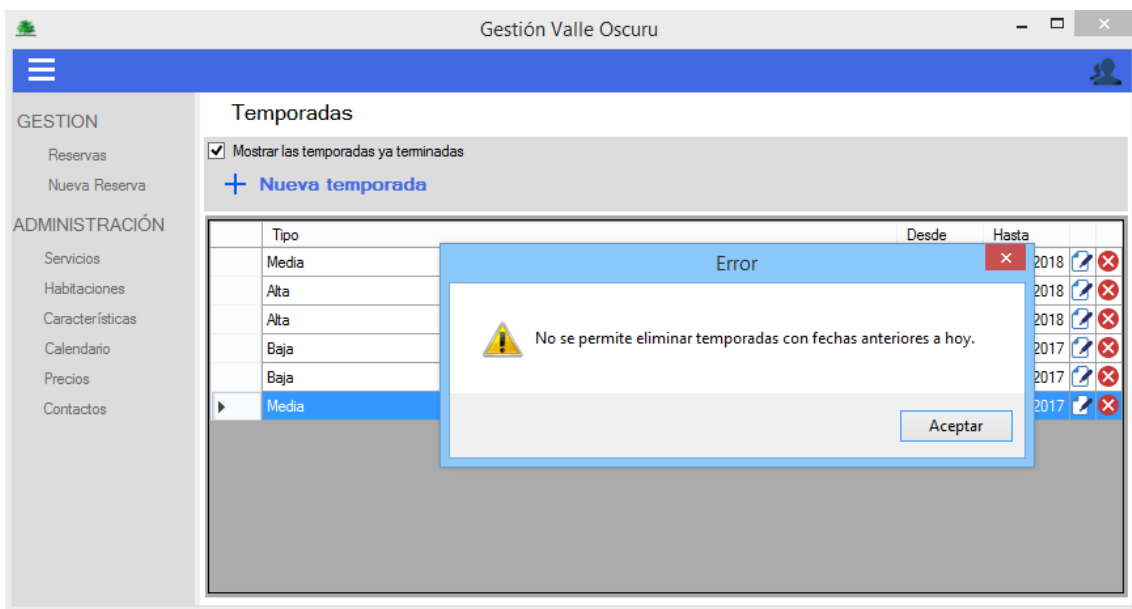 Gestión Valle Oscuru
GESTION
Reservas
Nueva Reserva
ADMINISTRACIÓN
Servicios
Habitaciones
Características
Calendario
Precios
Contactos
Temporadas
Mostrar las temporadas ya terminadas
Nueva temporada
Tipo Desde Hasta
Media 2018
Alta 2018
Alta 2018
Baja 2017
Baja 2017
Media 2017
Error
No se permite eliminar temporadas con fechas anteriores a hoy.
Aceptar